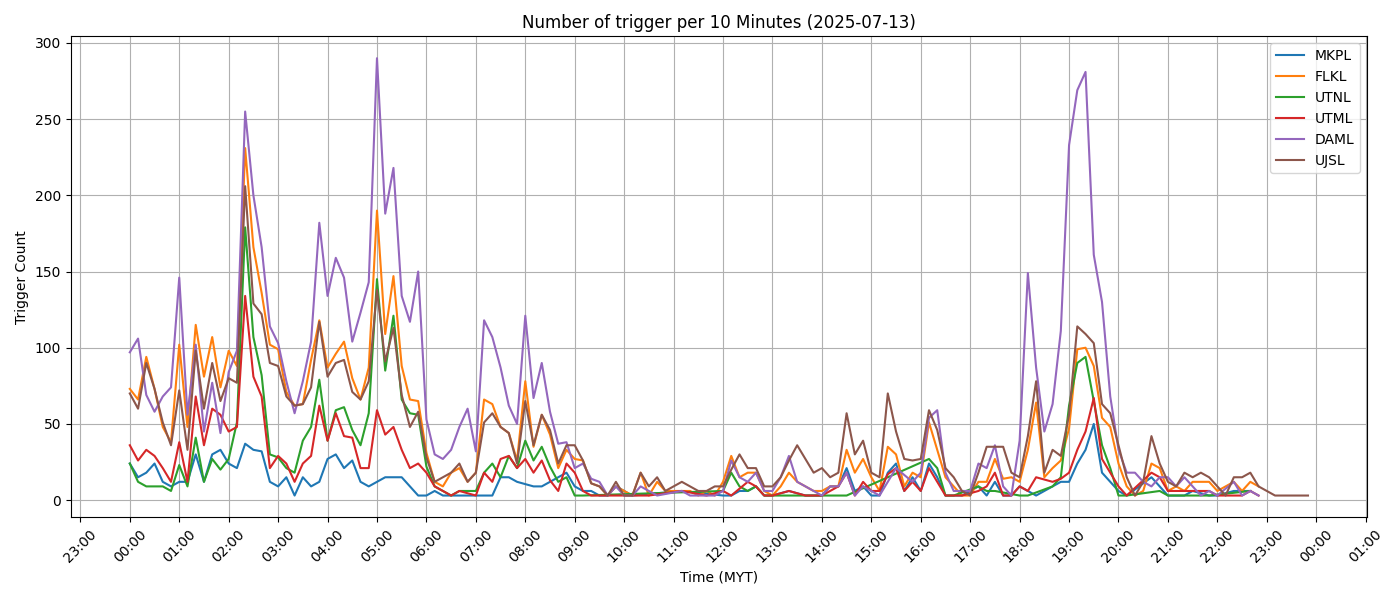 Number of trigger per 10 Minutes (2025-07-13)
300
250
200
150
100
50
0
Trigger Count
MKPL
FLKL
UTNL
UTML
DAML
UJSL
23:00 00:00 01:00 02:00 03:00 04:00 05:00 06:00 07:00 08:00 09:00 10:00 11:00 12:00 13:00 14:00 15:00 16:00 17:00 18:00 19:00 20:00 21:00 22:00 23:00 00:00 01:00
Time (MYT)